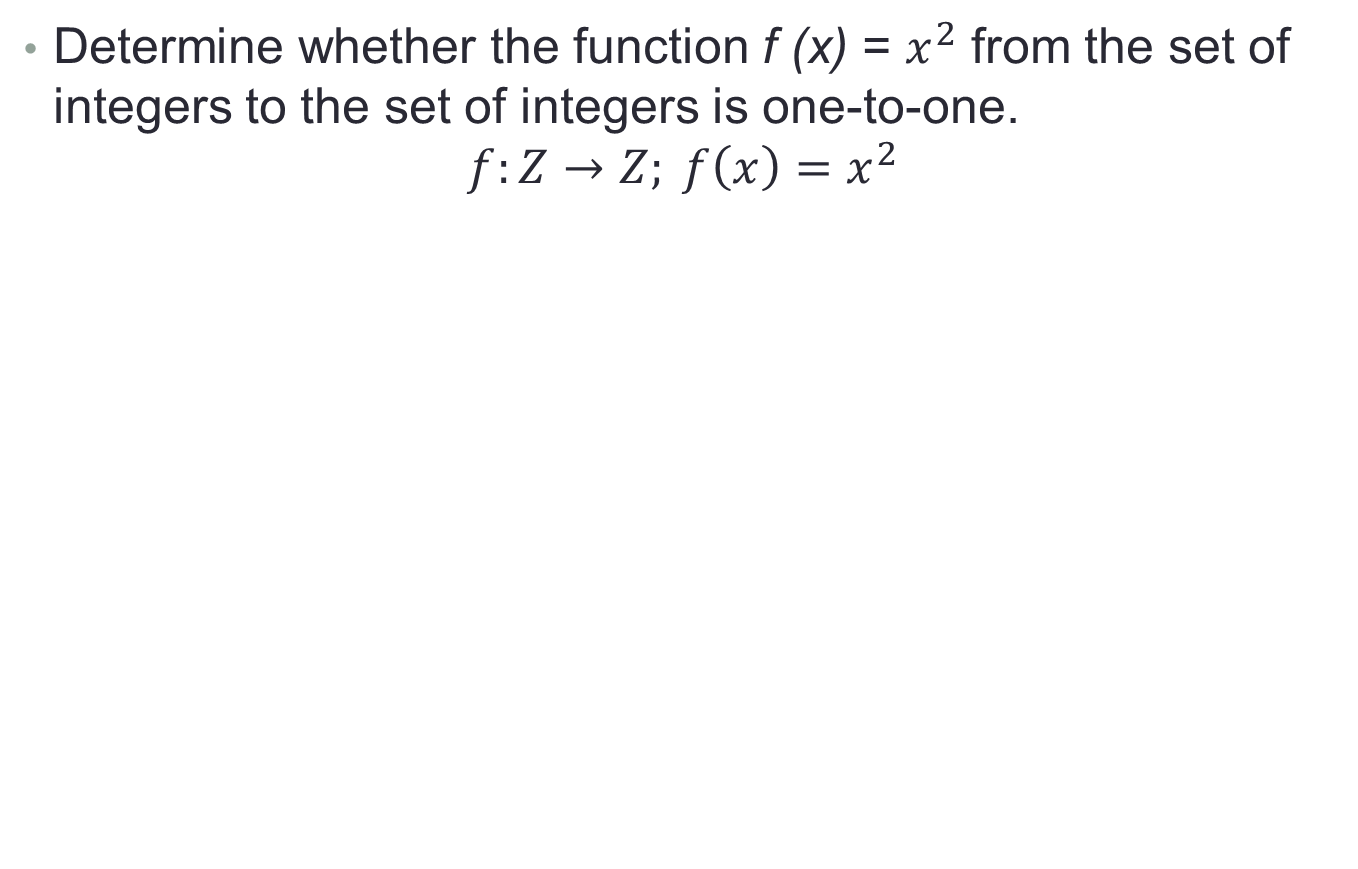 • Determine whether the function f (x) = 𝑥² from the set of
integers to the set of integers is one-to-one.
𝑓: 𝑍 → 𝑍; 𝑓(𝑥) = 𝑥²